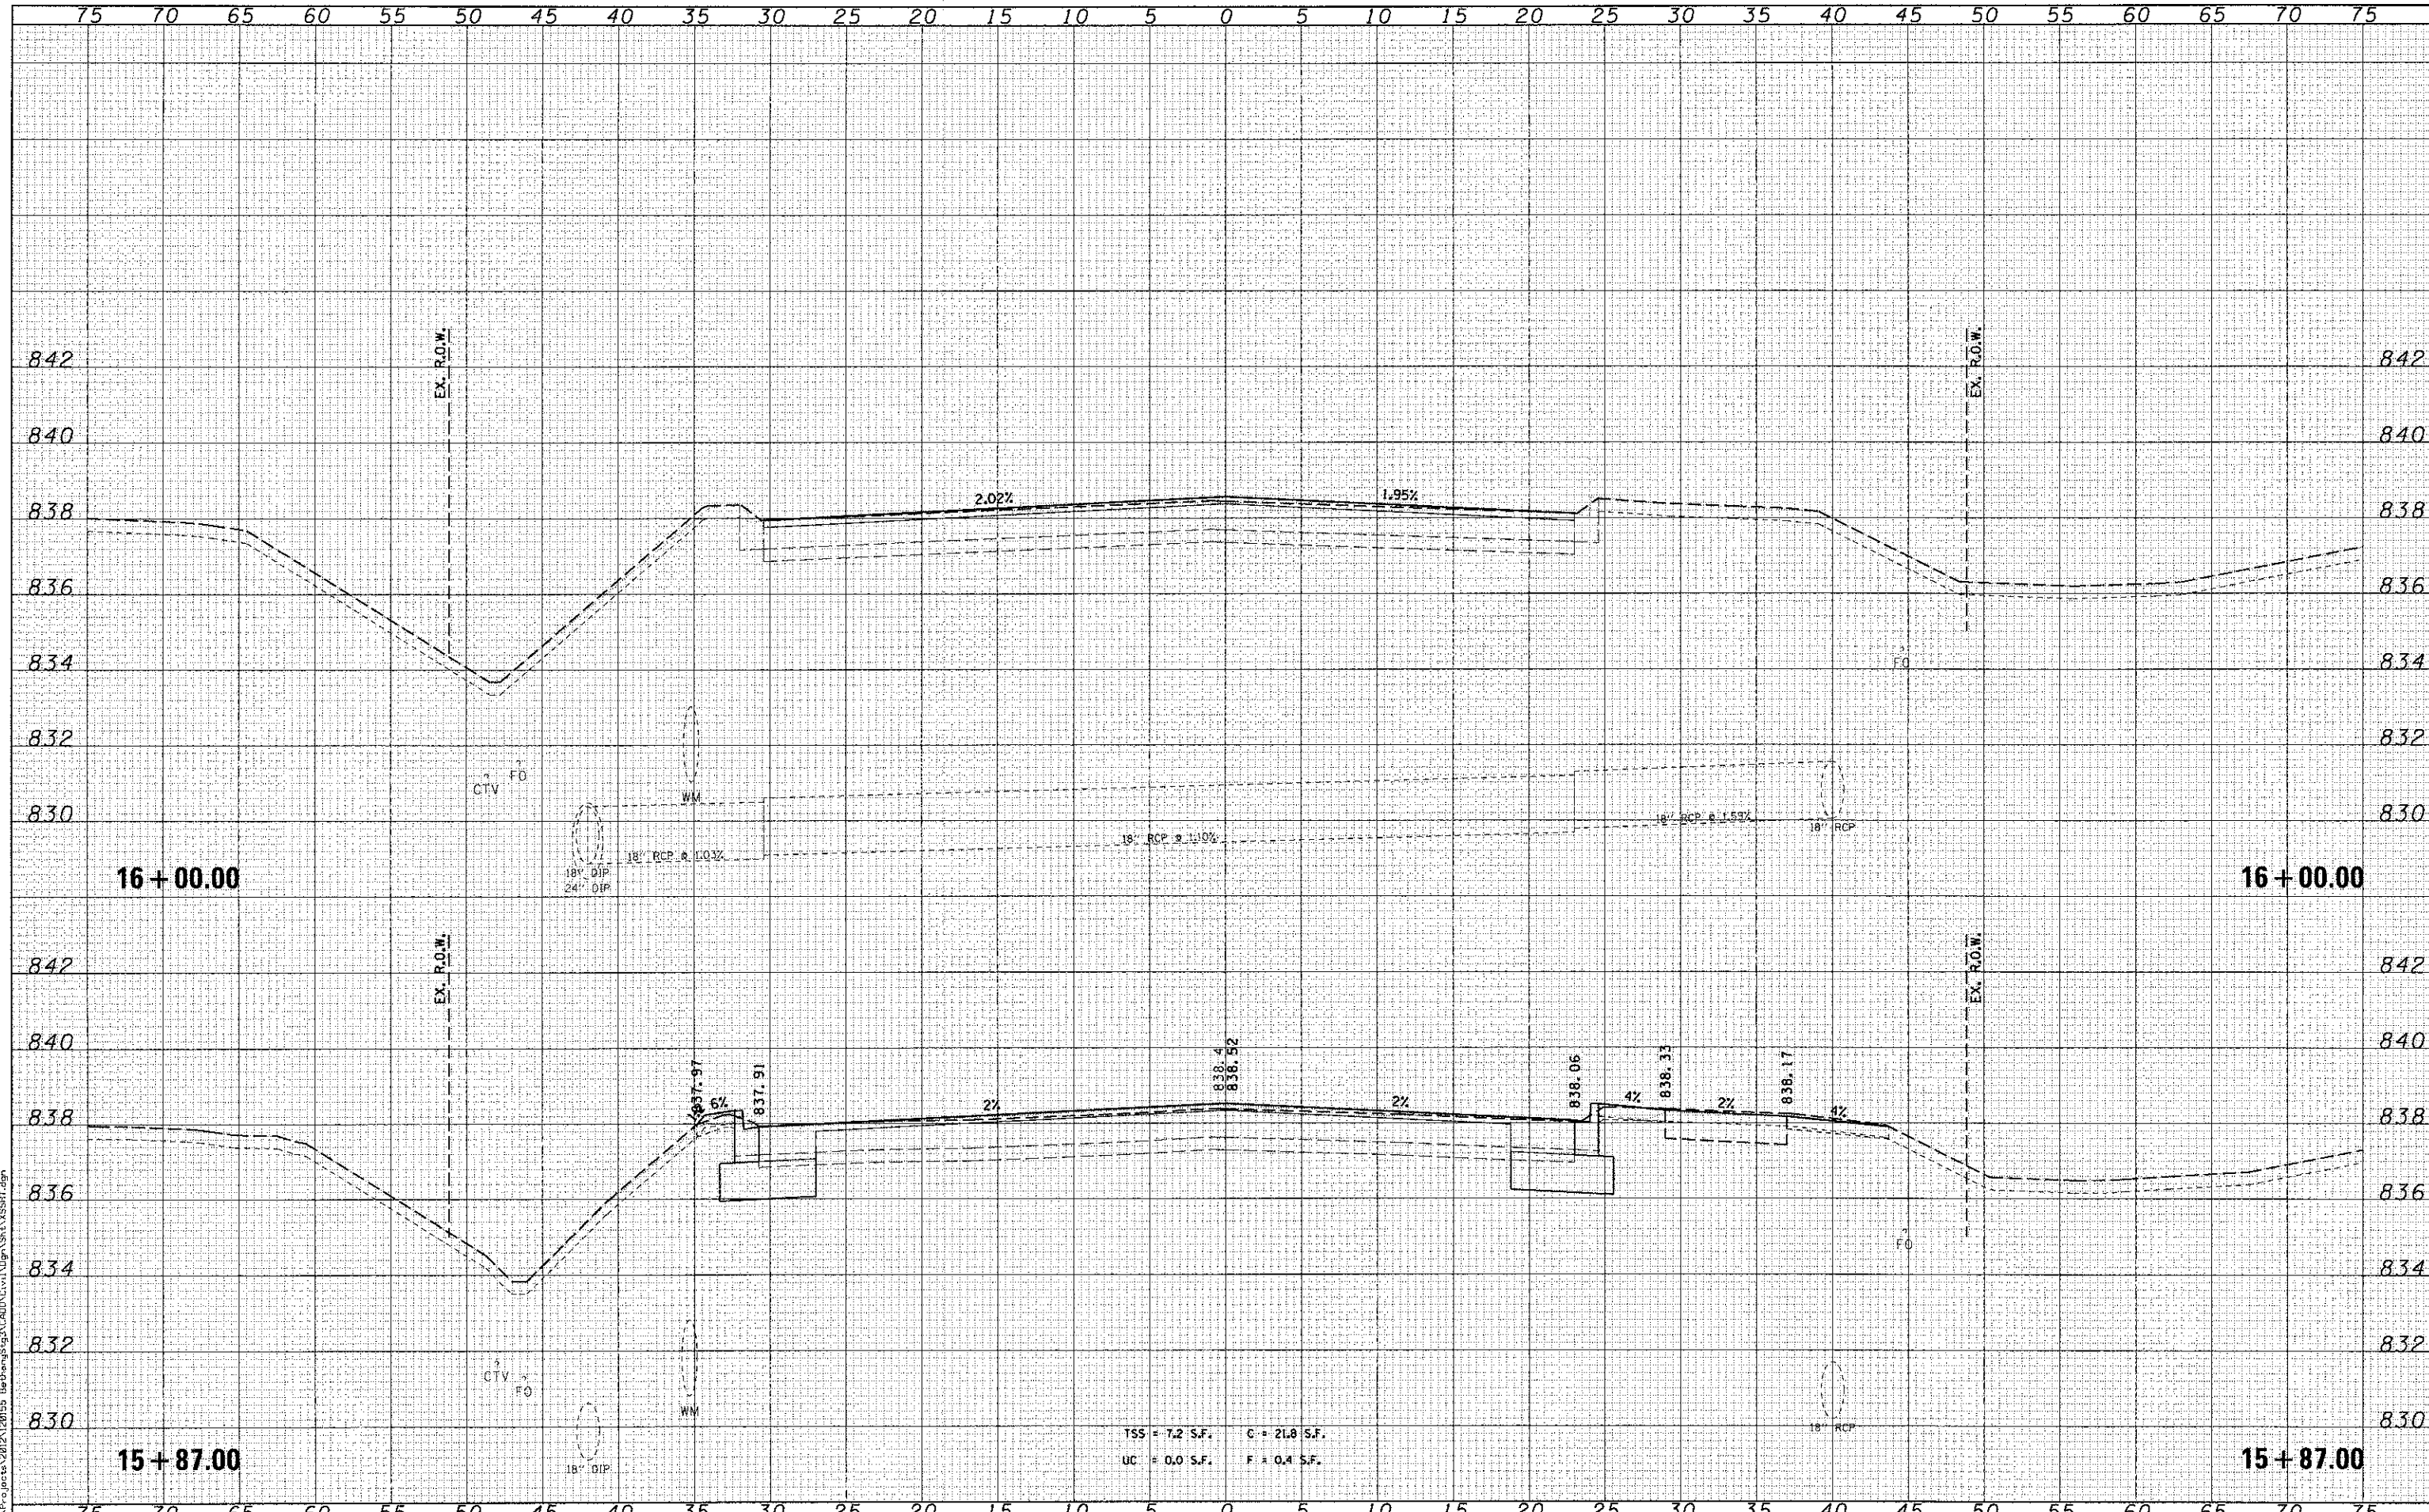 75 70 65 60 55 50 45 40 35 30 25 20 15 10 5 0 5 10 15 20 25 30 35 40 45 50 55 60 65 70 75
EX. R.O.W.
EX. R.O.W.
842 842
840 840
2.02% 1.95%
838 838
836 836
834 834
FO
832 832
CTV FO
WM
830 830
18" RCP @ 1.03% 18" RCP @ 1.10% 18" RCP @ 1.59% 18" RCP
18" DIP
24" DIP
16+00.00 16+00.00
EX. R.O.W.
EX. R.O.W.
842 842
840 840
837.97 837.91 838.4 838.52 838.06 838.33 838.17
6% 2% 2% 4% 2% 4%
838 838
836 836
834 834
FO
832 832
CTV FO
WM
830 830
18" DIP
18" RCP
TSS = 7.2 S.F. C = 21.8 S.F.
UC = 0.0 S.F. F = 0.4 S.F.
15+87.00 15+87.00
75 70 65 60 55 50 45 40 35 30 25 20 15 10 5 0 5 10 15 20 25 30 35 40 45 50 55 60 65 70 75